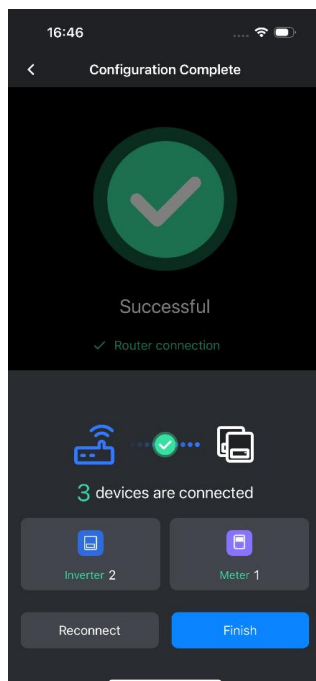 16:46
Configuration Complete
Successful
Router connection
3 devices are connected
Inverter 2
Meter 1
Reconnect
Finish